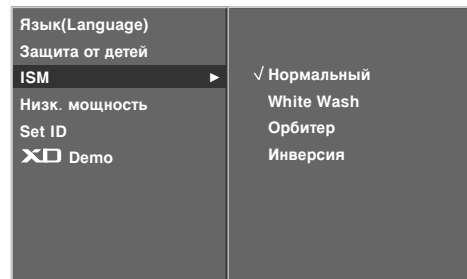 Язык(Language)
Защита от детей
ISM ►
Низк. мощность
Set ID
XD Demo
√ Нормальный
White Wash
Орбитер
Инверсия